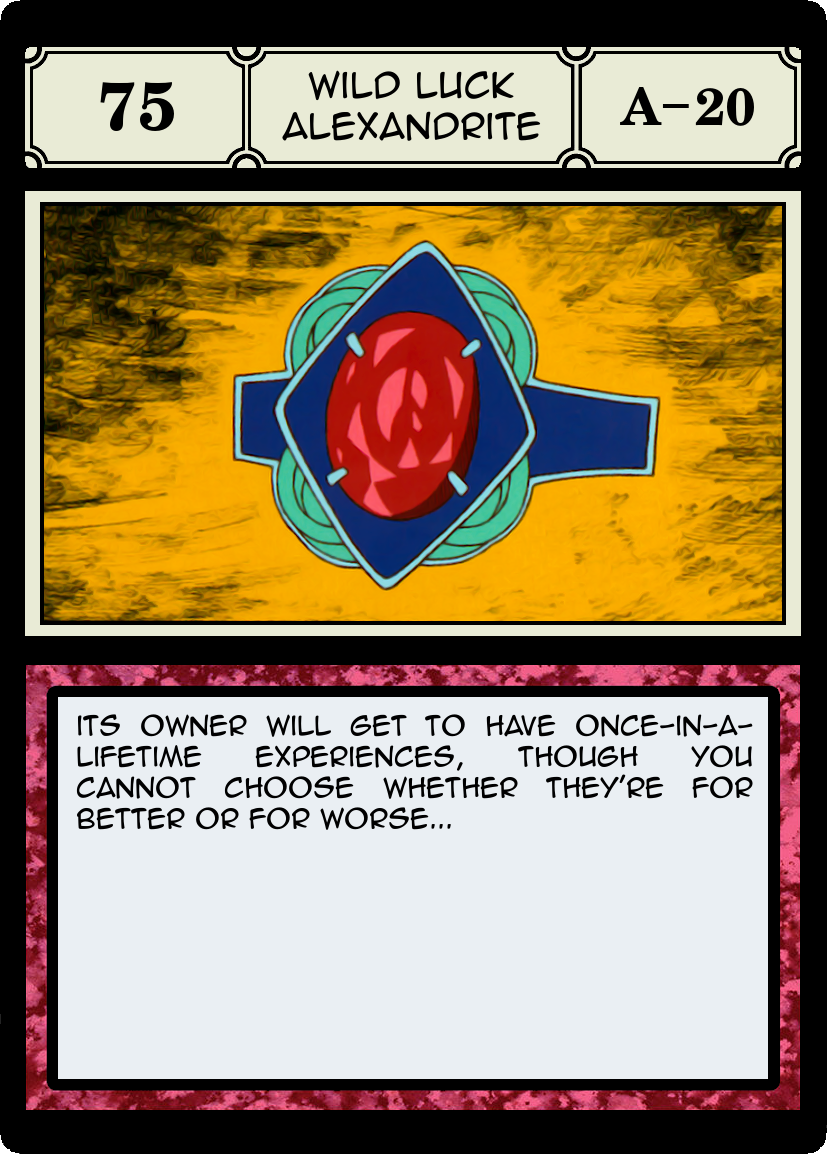 75
WILD LUCK
ALEXANDRITE
A-20
ITS OWNER WILL GET TO HAVE ONCE-IN-A-
LIFETIME EXPERIENCES, THOUGH YOU
CANNOT CHOOSE WHETHER THEY'RE FOR
BETTER OR FOR WORSE...